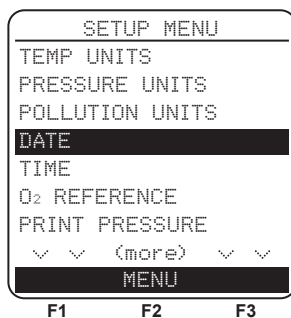 SETUP MENU
TEMP UNITS
PRESSURE UNITS
POLLUTION UNITS
DATE
TIME
O₂ REFERENCE
PRINT PRESSURE
(more)
MENU
F1 F2 F3